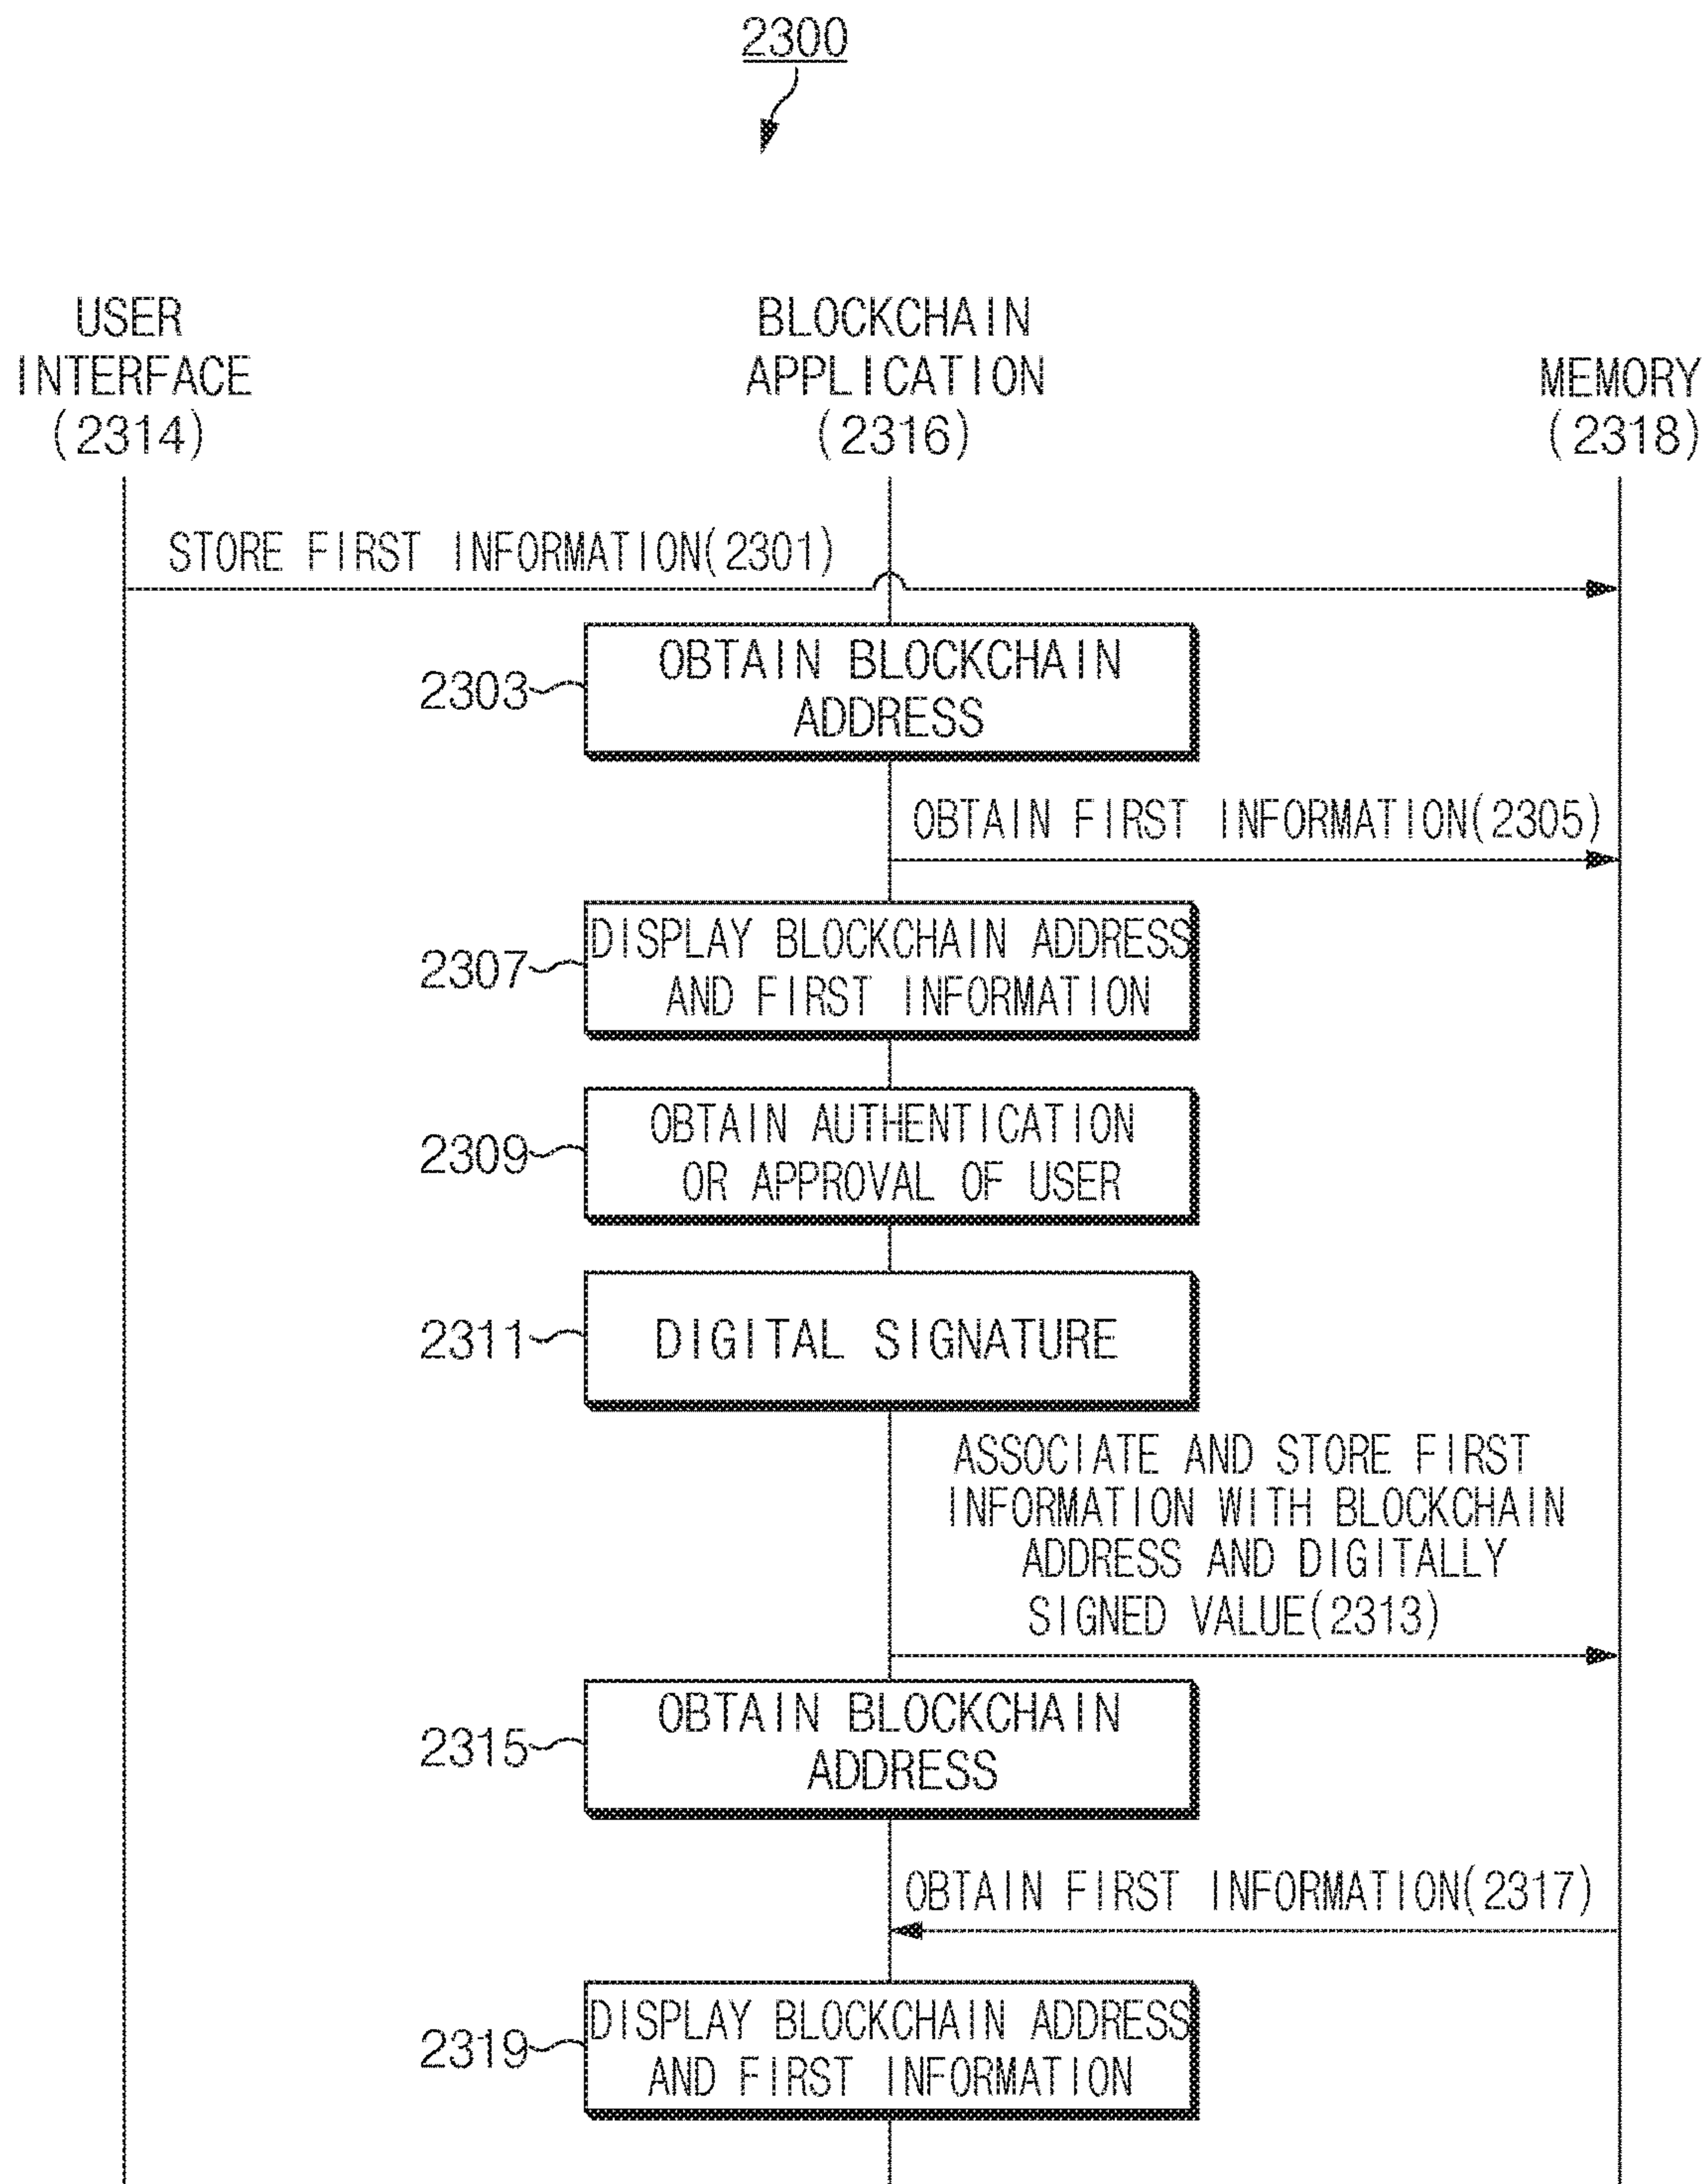 2300
USER
INTERFACE
(2314)
BLOCKCHAIN
APPLICATION
(2316)
MEMORY
(2318)
STORE FIRST INFORMATION(2301)
2303
OBTAIN BLOCKCHAIN
ADDRESS
OBTAIN FIRST INFORMATION(2305)
2307
DISPLAY BLOCKCHAIN ADDRESS
AND FIRST INFORMATION
2309
OBTAIN AUTHENTICATION
OR APPROVAL OF USER
2311
DIGITAL SIGNATURE
ASSOCIATE AND STORE FIRST
INFORMATION WITH BLOCKCHAIN
ADDRESS AND DIGITALLY
SIGNED VALUE(2313)
2315
OBTAIN BLOCKCHAIN
ADDRESS
OBTAIN FIRST INFORMATION(2317)
2319
DISPLAY BLOCKCHAIN ADDRESS
AND FIRST INFORMATION